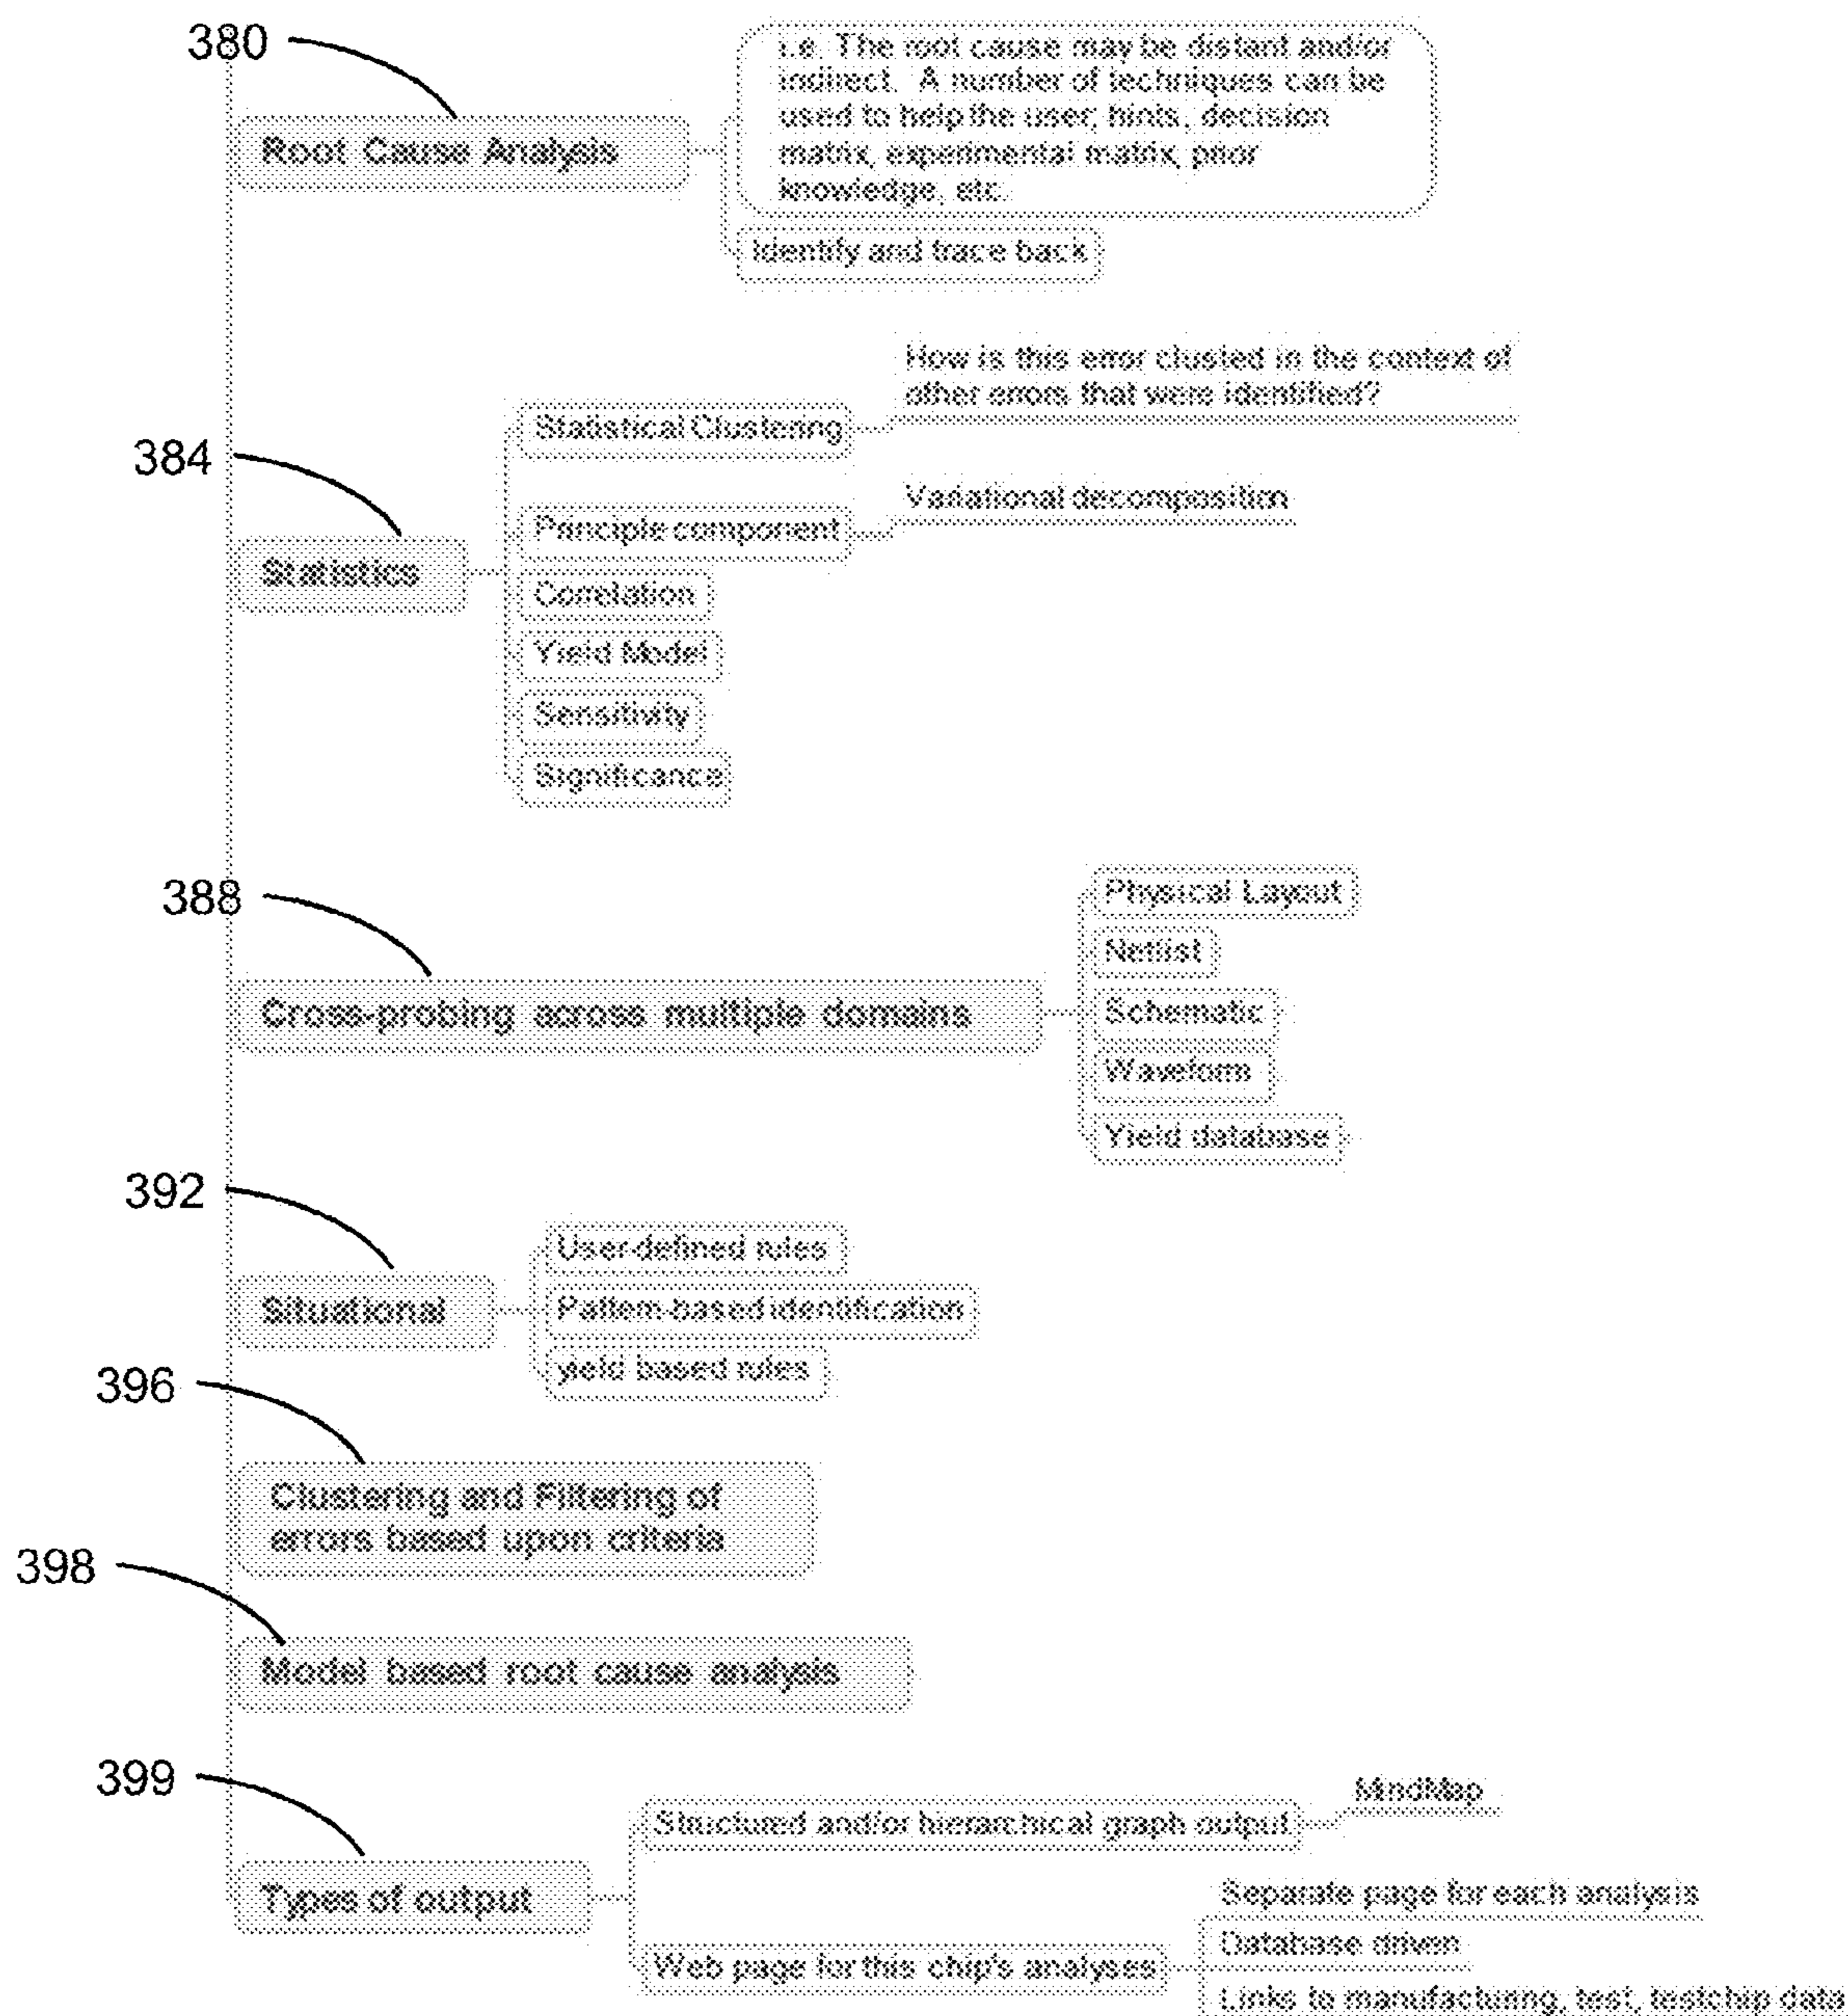 380
i.e. The root cause may be distant and/or
indirect. A number of techniques can be
used to help the user, hints, decision
matrix, experimental matrix, prior
knowledge, etc.
Root Cause Analysis
Identify and trace back
How is this error clusted in the context of
other errors that were identified?
Statistical Clustering
384
Variational decomposition
Principle component
Statistics
Correlation
Yield Model
Sensitivity
Significance
388
Physical Layout
Netlist
Cross-probing across multiple domains
Schematic
Waveform
Yield database
392
User-defined rules
Situational
Pattern-based identification
yield based rules
396
Clustering and Filtering of
errors based upon criteria
398
Model based root cause analysis
399
MindMap
Structured and/or hierarchical graph output
Types of output
Separate page for each analysis
Database driven
Web page for this chip's analyses
Links to manufacturing, test, testchip data